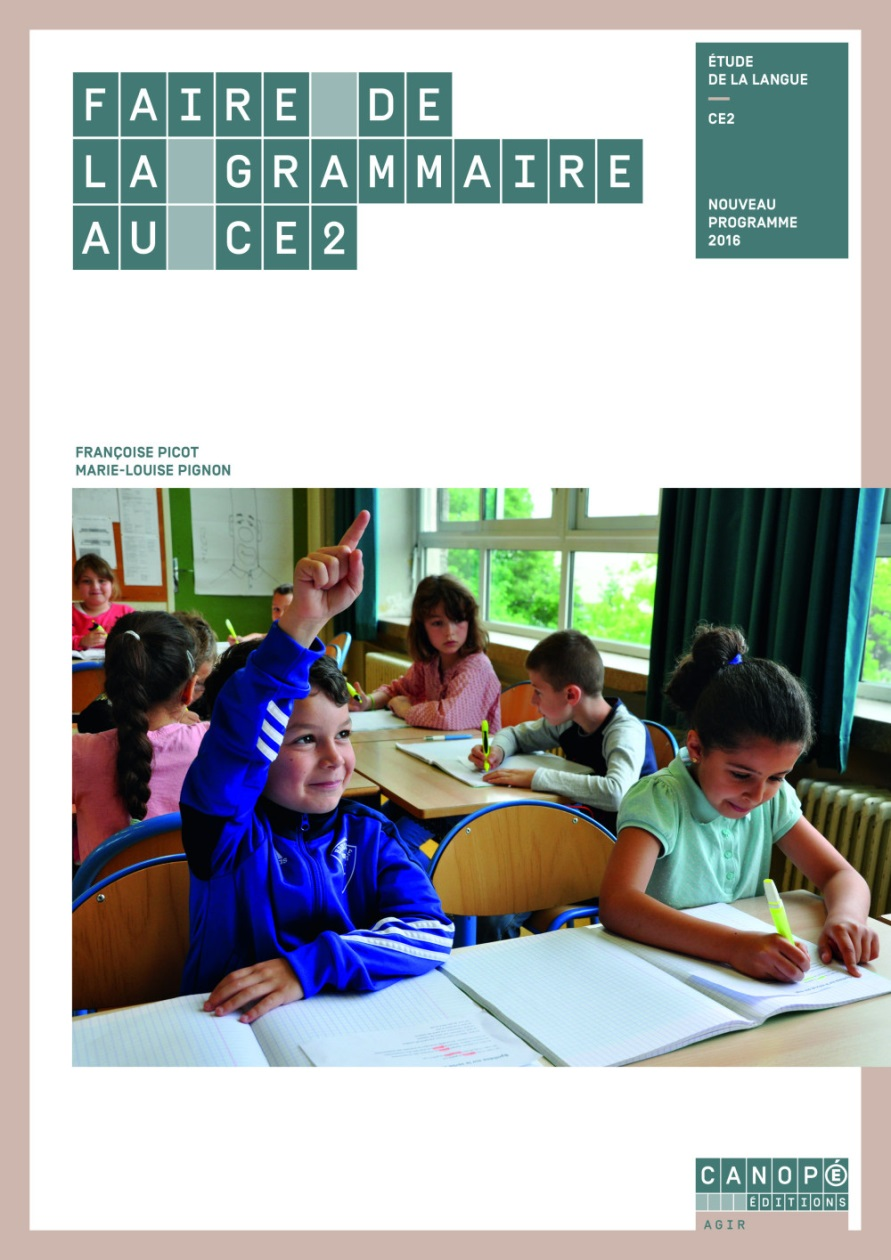 FAIRE DE
LA GRAMMAIRE
AU CE2
ÉTUDE
DE LA LANGUE
CE2
NOUVEAU
PROGRAMME
2016
FRANÇOISE PICOT
MARIE-LOUISE PIGNON
CANOPÉ
ÉDITIONS
AGIR